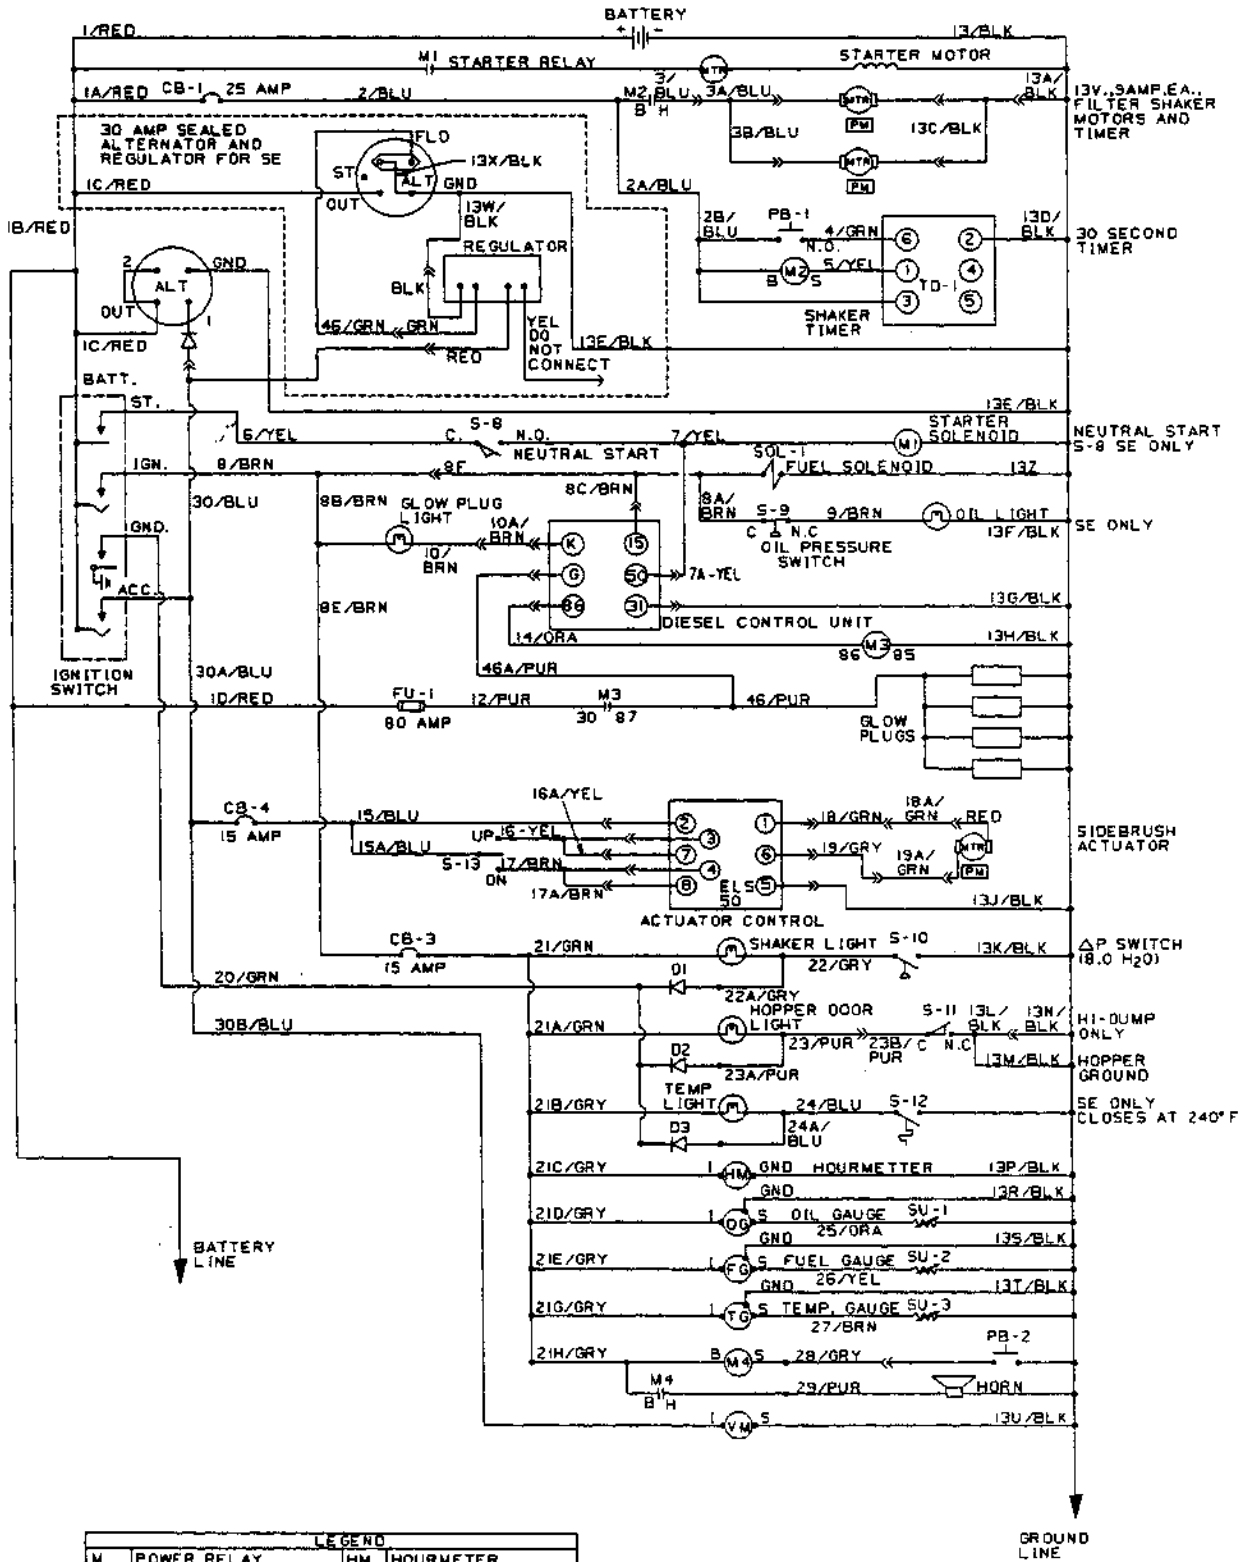 BATTERY
+ -
1/RED
13/BLK
M1
STARTER RELAY
MTR
STARTER MOTOR
1A/RED CB-1 25 AMP
2/BLU
M2
B H
3/
BLU
3A/BLU
MTR
PM
13A/
BLK
13V.,9AMP,EA.,
FILTER SHAKER
MOTORS AND
TIMER
3B/BLU
13C/BLK
MTR
PM
30 AMP SEALED
ALTERNATOR AND
REGULATOR FOR SE
FLD
13X/BLK
ST
ALT
GND
OUT
1C/RED
13W/
BLK
2A/BLU
1B/RED
2B/
BLU
PB-1
N.O.
4/GRN
6
2
13D/
BLK
30 SECOND
TIMER
B M2 S
5/YEL
1
4
TD-1
3
5
SHAKER
TIMER
REGULATOR
BLK
2
GND
ALT
OUT
1
1C/RED
46/GRN
GRN
RED
YEL
DO
NOT
CONNECT
13E/BLK
BATT.
ST.
13E/BLK
6/YEL
S-8
C.
N.O.
NEUTRAL START
7/YEL
M1
STARTER
SOLENOID
NEUTRAL START
S-8 SE ONLY
IGN.
8/BRN
8F
SOL-1
FUEL SOLENOID
13Z
30/BLU
8B/BRN
GLOW PLUG
LIGHT
8C/BRN
8A/
BRN
S-9
C N.C
9/BRN
OIL LIGHT
13F/BLK
SE ONLY
OIL PRESSURE
SWITCH
GND.
10A/
BRN
10/
BRN
K
15
G
50
7A-YEL
86
31
13G/BLK
DIESEL CONTROL UNIT
ACC.
8E/BRN
14/ORA
86 M3 85
13H/BLK
IGNITION
SWITCH
30A/BLU
46A/PUR
1D/RED
FU-1
80 AMP
12/PUR
M3
30 87
46/PUR
GLOW
PLUGS
CB-4
15 AMP
15/BLU
16A/YEL
UP
16-YEL
15A/BLU
S-13
17/BRN
ON
17A/BRN
2
1
3
7
6
4
8
ELS
50
5
ACTUATOR CONTROL
18/GRN
18A/
GRN
RED
19/GRY
19A/
GRN
MTR
PM
SIDEBRUSH
ACTUATOR
13J/BLK
CB-3
15 AMP
21/GRN
SHAKER LIGHT
S-10
22/GRY
13K/BLK
ΔP SWITCH
(8.0 H2O)
20/GRN
D1
22A/GRY
HOPPER DOOR
LIGHT
30B/BLU
21A/GRN
23/PUR
23B/
PUR
S-11
C N.C
13L/
BLK
13N/
BLK
HI-DUMP
ONLY
D2
23A/PUR
13M/BLK
HOPPER
GROUND
TEMP
LIGHT
21B/GRY
24/BLU
S-12
SE ONLY
CLOSES AT 240°F
D3
24A/
BLU
21C/GRY
1 HM GND HOURMETTER
13P/BLK
GND
13R/BLK
21D/GRY
1 OG S OIL GAUGE SU-1
25/ORA
GND
13S/BLK
21E/GRY
1 FG S FUEL GAUGE SU-2
26/YEL
GND
13T/BLK
21G/GRY
1 TG S TEMP. GAUGE SU-3
27/BRN
21H/GRY
B M4 S
28/GRY
PB-2
M4
B H
29/PUR
HORN
1 VM S
13U/BLK
BATTERY
LINE
GROUND
LINE
LEGEND
M POWER RELAY HM HOURMETER